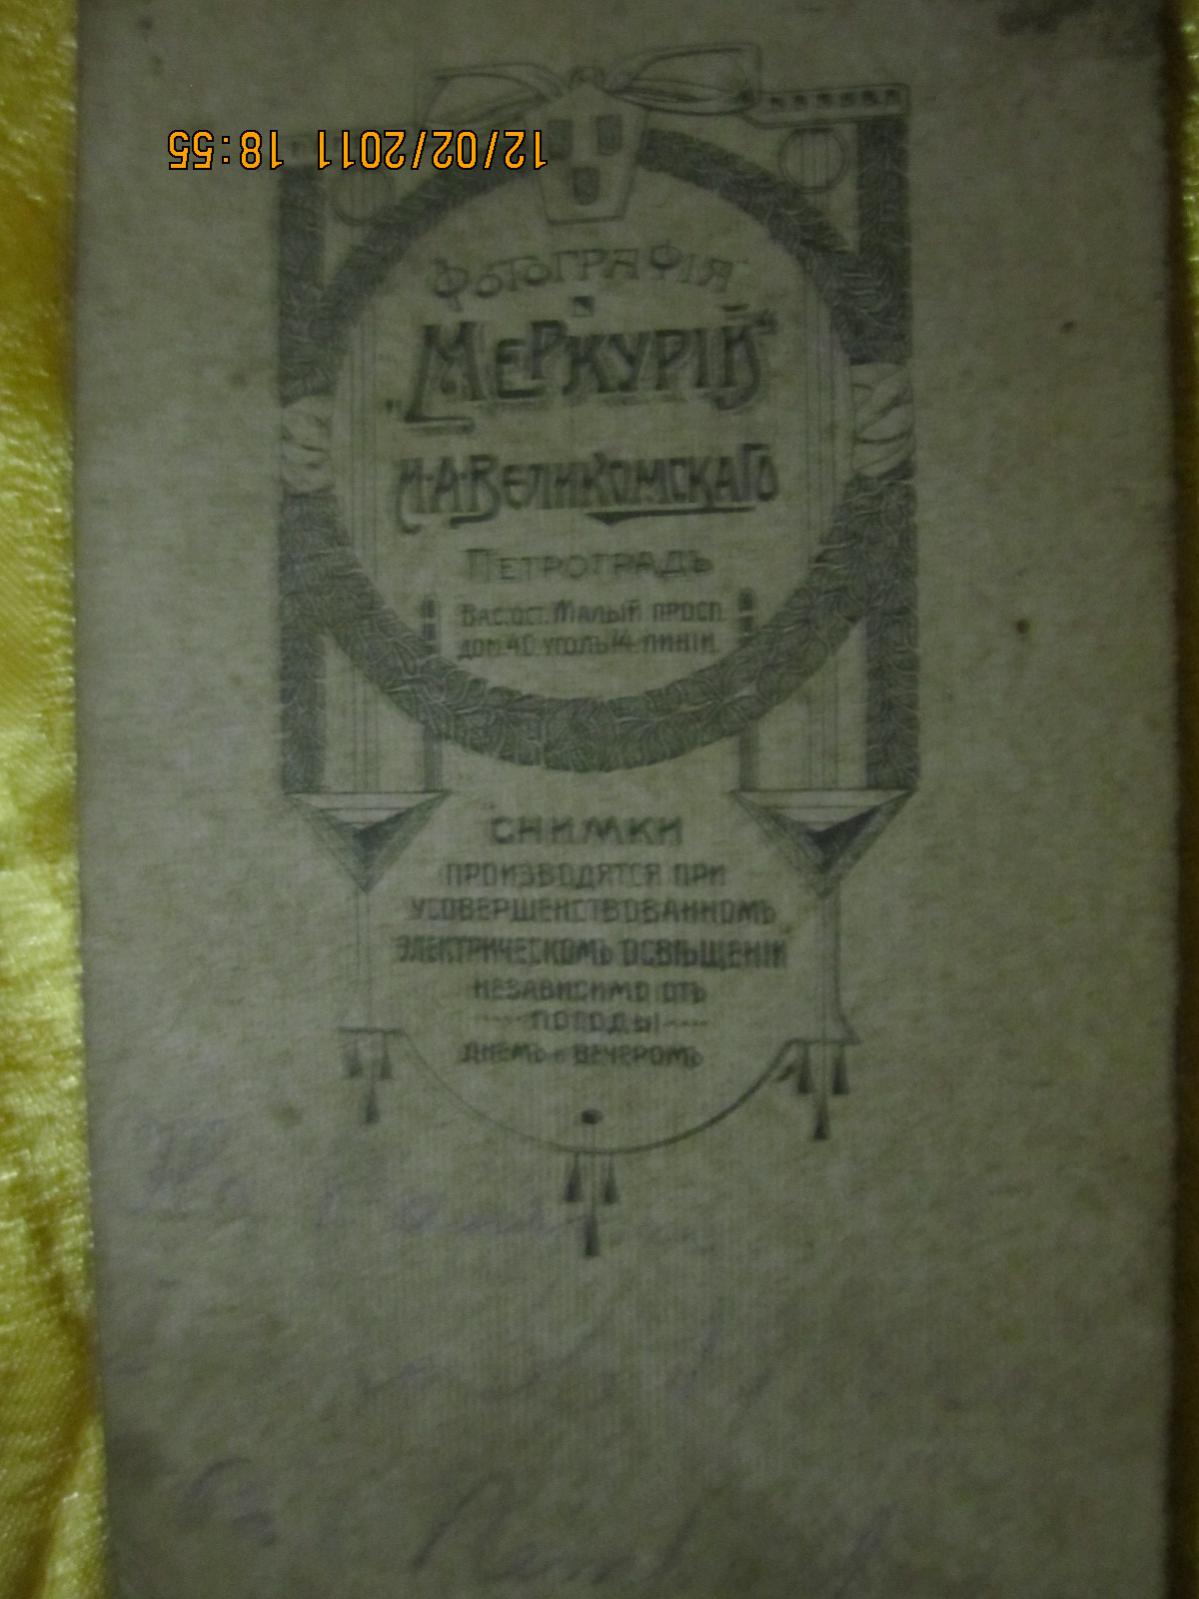 12/02/2011 18:55
ФОТОГРАФІЯ
"МЕРКУРІЙ"
И.А.ВЕЛИКОМСКАГО
ПЕТРОГРАДЪ
ВАС.ОСТ. МАЛЫЙ ПРОСП.
ДОМ.40 УГОЛЪ 14 ЛИНІИ.
СНИМКИ
ПРОИЗВОДЯТСЯ ПРИ
УСОВЕРШЕНСТВОВАННОМЪ
ЭЛЕКТРИЧЕСКОМЪ ОСВѢЩЕНІИ
НЕЗАВИСИМО ОТЪ
ПОГОДЫ
ДНЕМЪ и ВЕЧЕРОМЪ